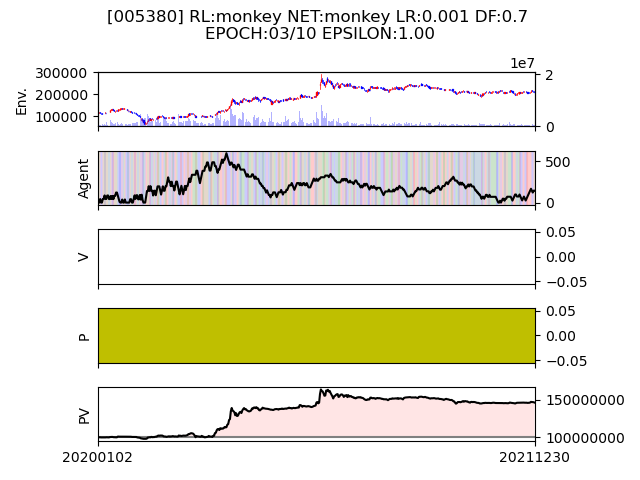 [005380] RL:monkey NET:monkey LR:0.001 DF:0.7
EPOCH:03/10 EPSILON:1.00
1e7
300000
200000
100000
Env.
2
0
Agent
500
0
V
0.05
0.00
−0.05
P
0.05
0.00
−0.05
PV
150000000
100000000
20200102
20211230